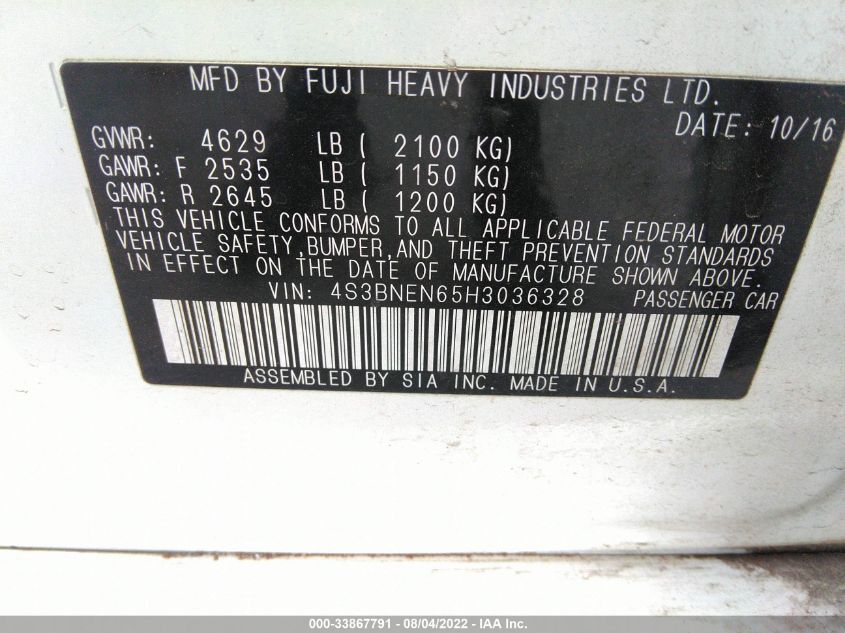 MFD BY FUJI HEAVY INDUSTRIES LTD.
DATE: 10/16
GVWR: 4629 LB ( 2100 KG)
GAWR: F 2535 LB ( 1150 KG)
GAWR: R 2645 LB ( 1200 KG)
THIS VEHICLE CONFORMS TO ALL APPLICABLE FEDERAL MOTOR
VEHICLE SAFETY, BUMPER, AND THEFT PREVENTION STANDARDS
IN EFFECT ON THE DATE OF MANUFACTURE SHOWN ABOVE.
VIN: 4S3BNEN65H3036328 PASSENGER CAR
ASSEMBLED BY SIA INC. MADE IN U.S.A.
000-33867791 - 08/04/2022 - IAA Inc.